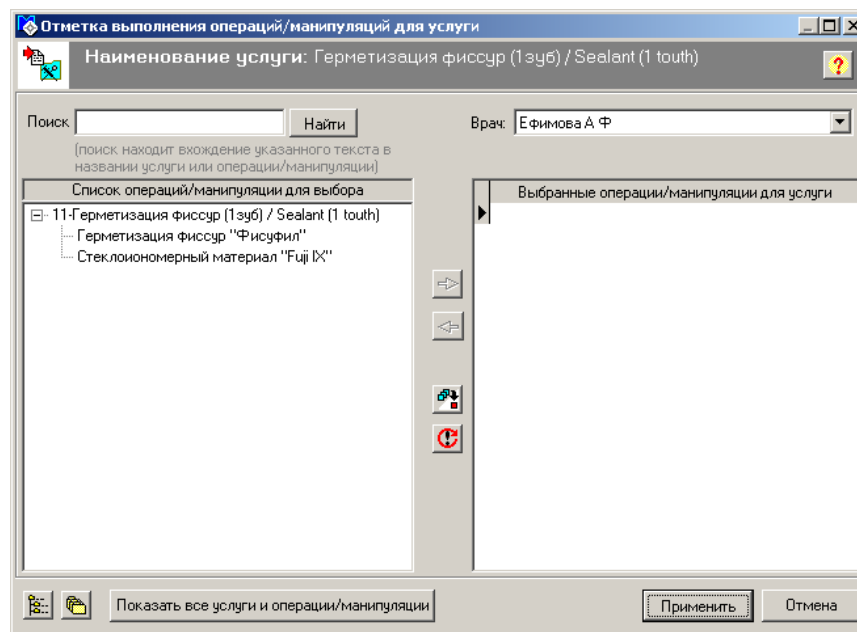 Отметка выполнения операций/манипуляций для услуги
Наименование услуги: Герметизация фиссур (1зуб) / Sealant (1 touth)
Поиск
Найти
Врач:
Ефимова А Ф
(поиск находит вхождение указанного текста в
названии услуги или операции/манипуляции)
Список операций/манипуляции для выбора
Выбранные операции/манипуляции для услуги
11-Герметизация фиссур (1зуб) / Sealant (1 touth)
Герметизация фиссур "Фисуфил"
Стеклоиономерный материал "Fuji IX"
Показать все услуги и операции/манипуляции
Применить
Отмена